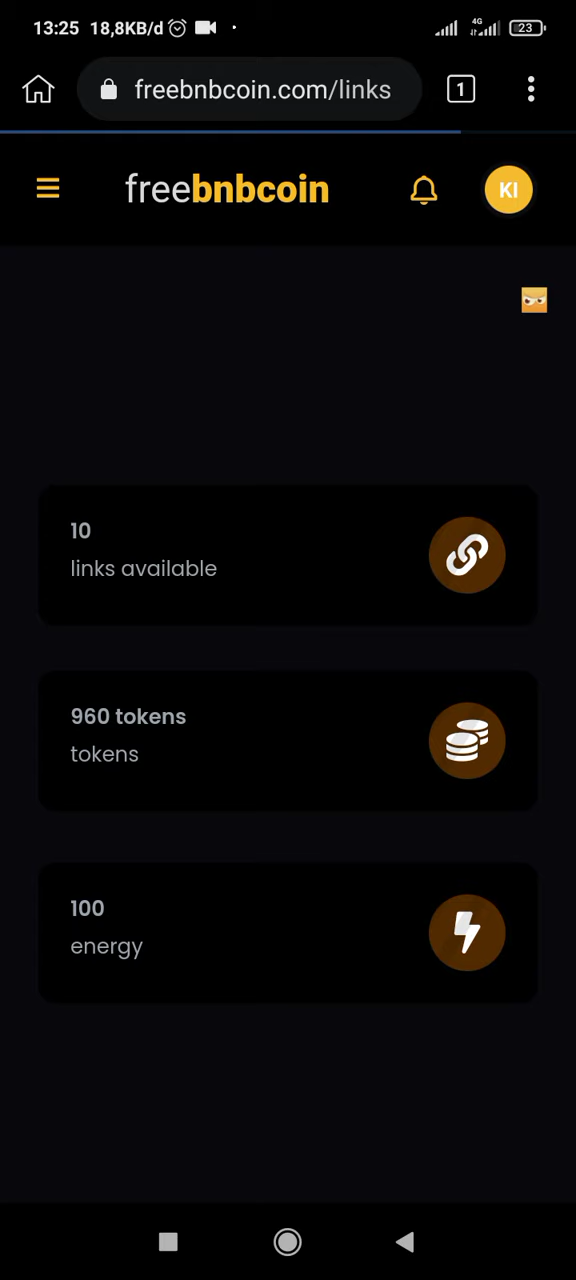 13:25 18,8KB/d 4G 23
freebnbcoin.com/links 1
freebnbcoin KI
10
links available
960 tokens
tokens
100
energy